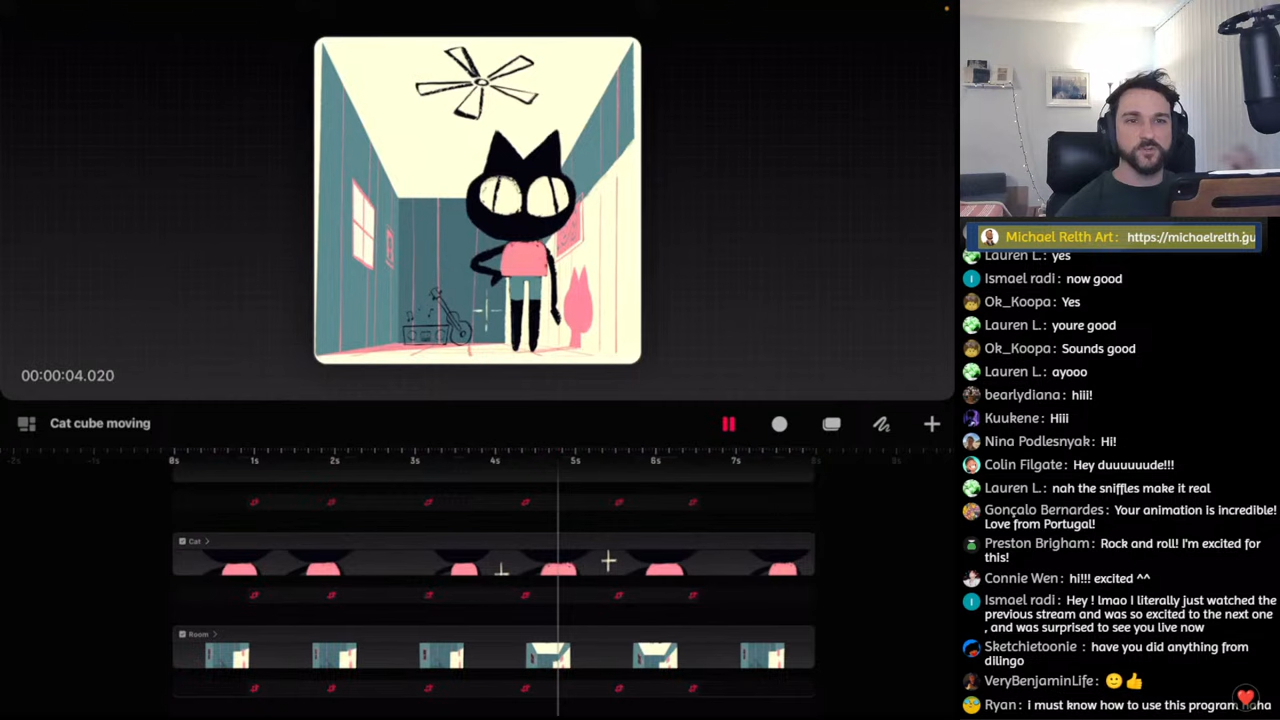 Michael Relth Art: https://michaelrelth.gu
Lauren L.: yes
Ismael radi: now good
Ok_Koopa: Yes
Lauren L.: youre good
Ok_Koopa: Sounds good
Lauren L.: ayooo
bearlydiana: hiii!
Kuukene: Hiii
Nina Podlesnyak: Hi!
Colin Filgate: Hey duuuuuude!!!
Lauren L.: nah the sniffles make it real
Gonçalo Bernardes: Your animation is incredible!
Love from Portugal!
Preston Brigham: Rock and roll! I'm excited for
this!
Connie Wen: hi!!! excited ^^
Ismael radi: Hey ! lmao I literally just watched the
previous stream and was so excited to the next one
, and was surprised to see you live now
Sketchietoonie : have you did anything from
dilingo
VeryBenjaminLife: 🙂👍
Ryan: i must know how to use this program haha
00:00:04.020
Cat cube moving
-2s -1s 0s 1s 2s 3s 4s 5s 6s 7s 8s 9s
Cat
Room